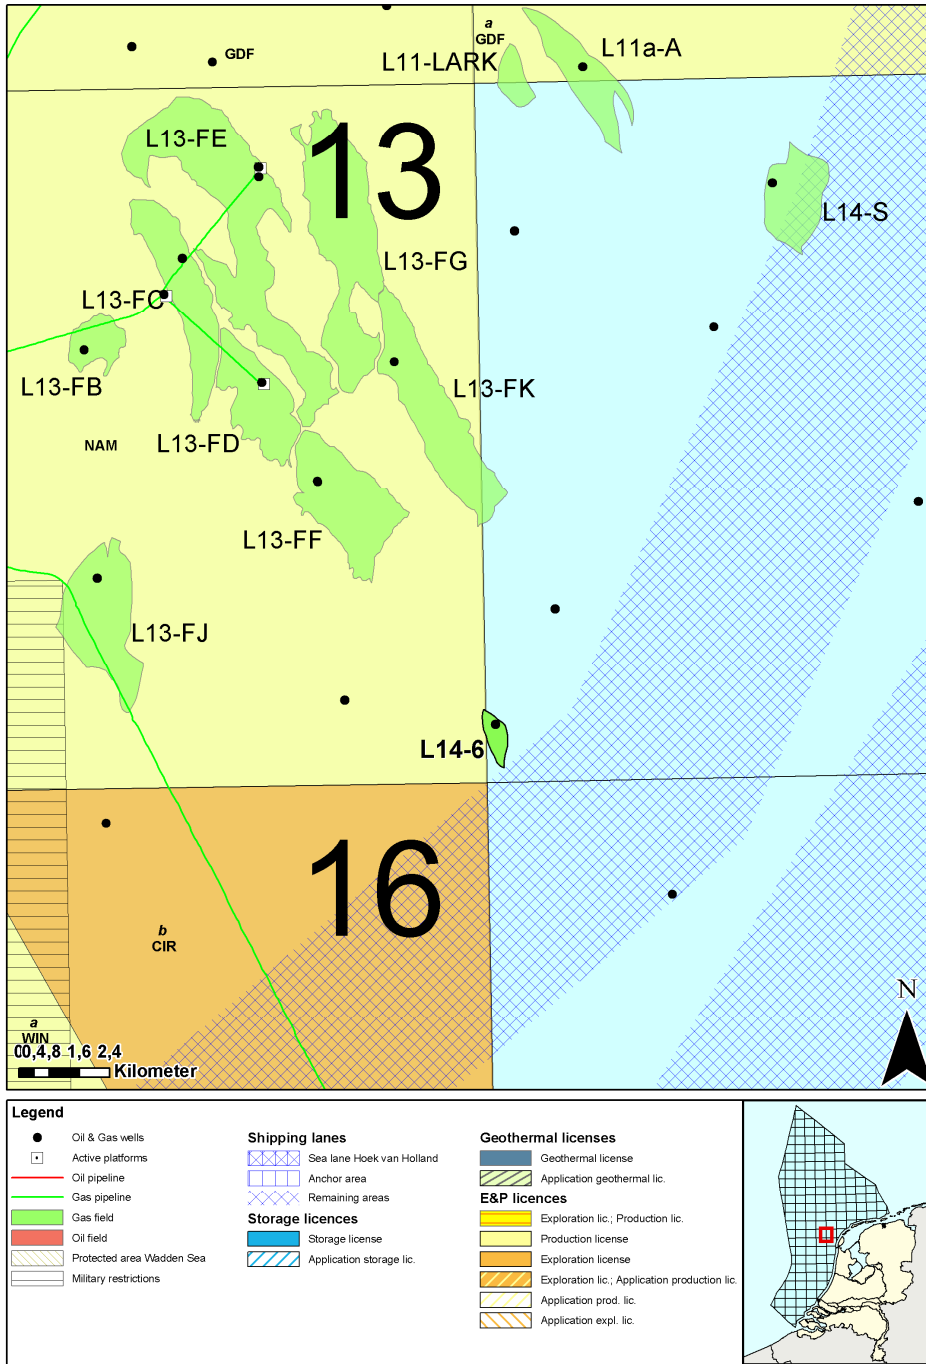 a
GDF
GDF
L11-LARK
L11a-A
L13-FE
13
L14-S
L13-FG
L13-FC
L13-FB
L13-FK
NAM
L13-FD
L13-FF
L13-FJ
L14-6
16
b
CIR
N
a
WIN
00,4,8 1,6 2,4
Kilometer
Legend
Oil & Gas wells
Active platforms
Oil pipeline
Gas pipeline
Gas field
Oil field
Protected area Wadden Sea
Military restrictions
Shipping lanes
Sea lane Hoek van Holland
Anchor area
Remaining areas
Storage licences
Storage license
Application storage lic.
Geothermal licenses
Geothermal license
Application geothermal lic.
E&P licences
Exploration lic.; Production lic.
Production license
Exploration license
Exploration lic.; Application production lic.
Application prod. lic.
Application expl. lic.